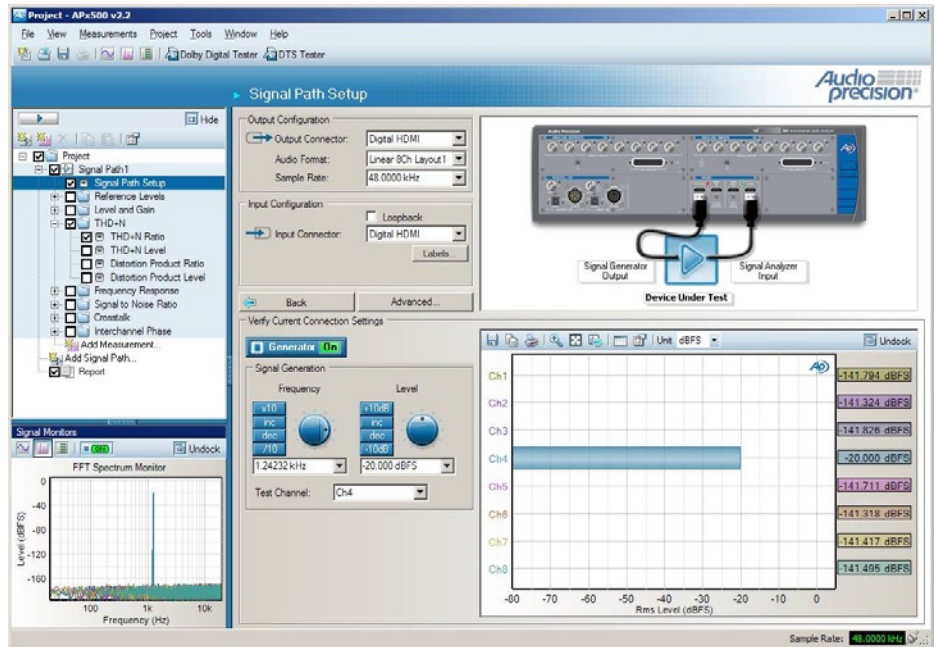 Project - APx500 v2.2
File View Measurements Project Tools Window Help
Dolby Digital Tester DTS Tester
Signal Path Setup
Audio precision
Hide
Project
Signal Path1
Signal Path Setup
Reference Levels
Level and Gain
THD+N
THD+N Ratio
THD+N Level
Distortion Product Ratio
Distortion Product Level
Frequency Response
Signal to Noise Ratio
Crosstalk
Interchannel Phase
Add Measurement...
Add Signal Path...
Report
Output Configuration
Output Connector: Digital HDMI
Audio Format: Linear 8Ch Layout1
Sample Rate: 48.0000 kHz
Input Configuration
Loopback
Input Connector: Digital HDMI
Labels...
Back Advanced...
Signal Generator Output
Signal Analyzer Input
Device Under Test
Verify Current Connection Settings
Generator On
Signal Generation
Frequency Level
x10 +10dB
inc inc
dec dec
/10 -10dB
1.24232 kHz -20.000 dBFS
Test Channel: Ch4
Unit dBFS Undock
Ch1 -141.794 dBFS
Ch2 -141.324 dBFS
Ch3 -141.826 dBFS
Ch4 -20.000 dBFS
Ch5 -141.711 dBFS
Ch6 -141.318 dBFS
Ch7 -141.417 dBFS
Ch8 -141.495 dBFS
-80 -70 -60 -50 -40 -30 -20 -10 0
Rms Level (dBFS)
Signal Monitors
Undock
FFT Spectrum Monitor
Level (dBFS)
0
-40
-80
-120
-160
100 1k 10k
Frequency (Hz)
Sample Rate: 48.0000 kHz